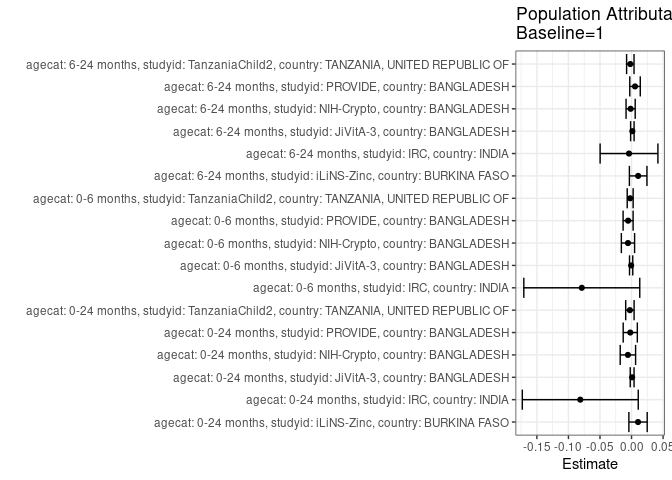 Population Attributa
Baseline=1
agecat: 6-24 months, studyid: TanzaniaChild2, country: TANZANIA, UNITED REPUBLIC OF
agecat: 6-24 months, studyid: PROVIDE, country: BANGLADESH
agecat: 6-24 months, studyid: NIH-Crypto, country: BANGLADESH
agecat: 6-24 months, studyid: JiVitA-3, country: BANGLADESH
agecat: 6-24 months, studyid: IRC, country: INDIA
agecat: 6-24 months, studyid: iLiNS-Zinc, country: BURKINA FASO
agecat: 0-6 months, studyid: TanzaniaChild2, country: TANZANIA, UNITED REPUBLIC OF
agecat: 0-6 months, studyid: PROVIDE, country: BANGLADESH
agecat: 0-6 months, studyid: NIH-Crypto, country: BANGLADESH
agecat: 0-6 months, studyid: JiVitA-3, country: BANGLADESH
agecat: 0-6 months, studyid: IRC, country: INDIA
agecat: 0-24 months, studyid: TanzaniaChild2, country: TANZANIA, UNITED REPUBLIC OF
agecat: 0-24 months, studyid: PROVIDE, country: BANGLADESH
agecat: 0-24 months, studyid: NIH-Crypto, country: BANGLADESH
agecat: 0-24 months, studyid: JiVitA-3, country: BANGLADESH
agecat: 0-24 months, studyid: IRC, country: INDIA
agecat: 0-24 months, studyid: iLiNS-Zinc, country: BURKINA FASO
-0.15 -0.10 -0.05 0.00 0.05
Estimate